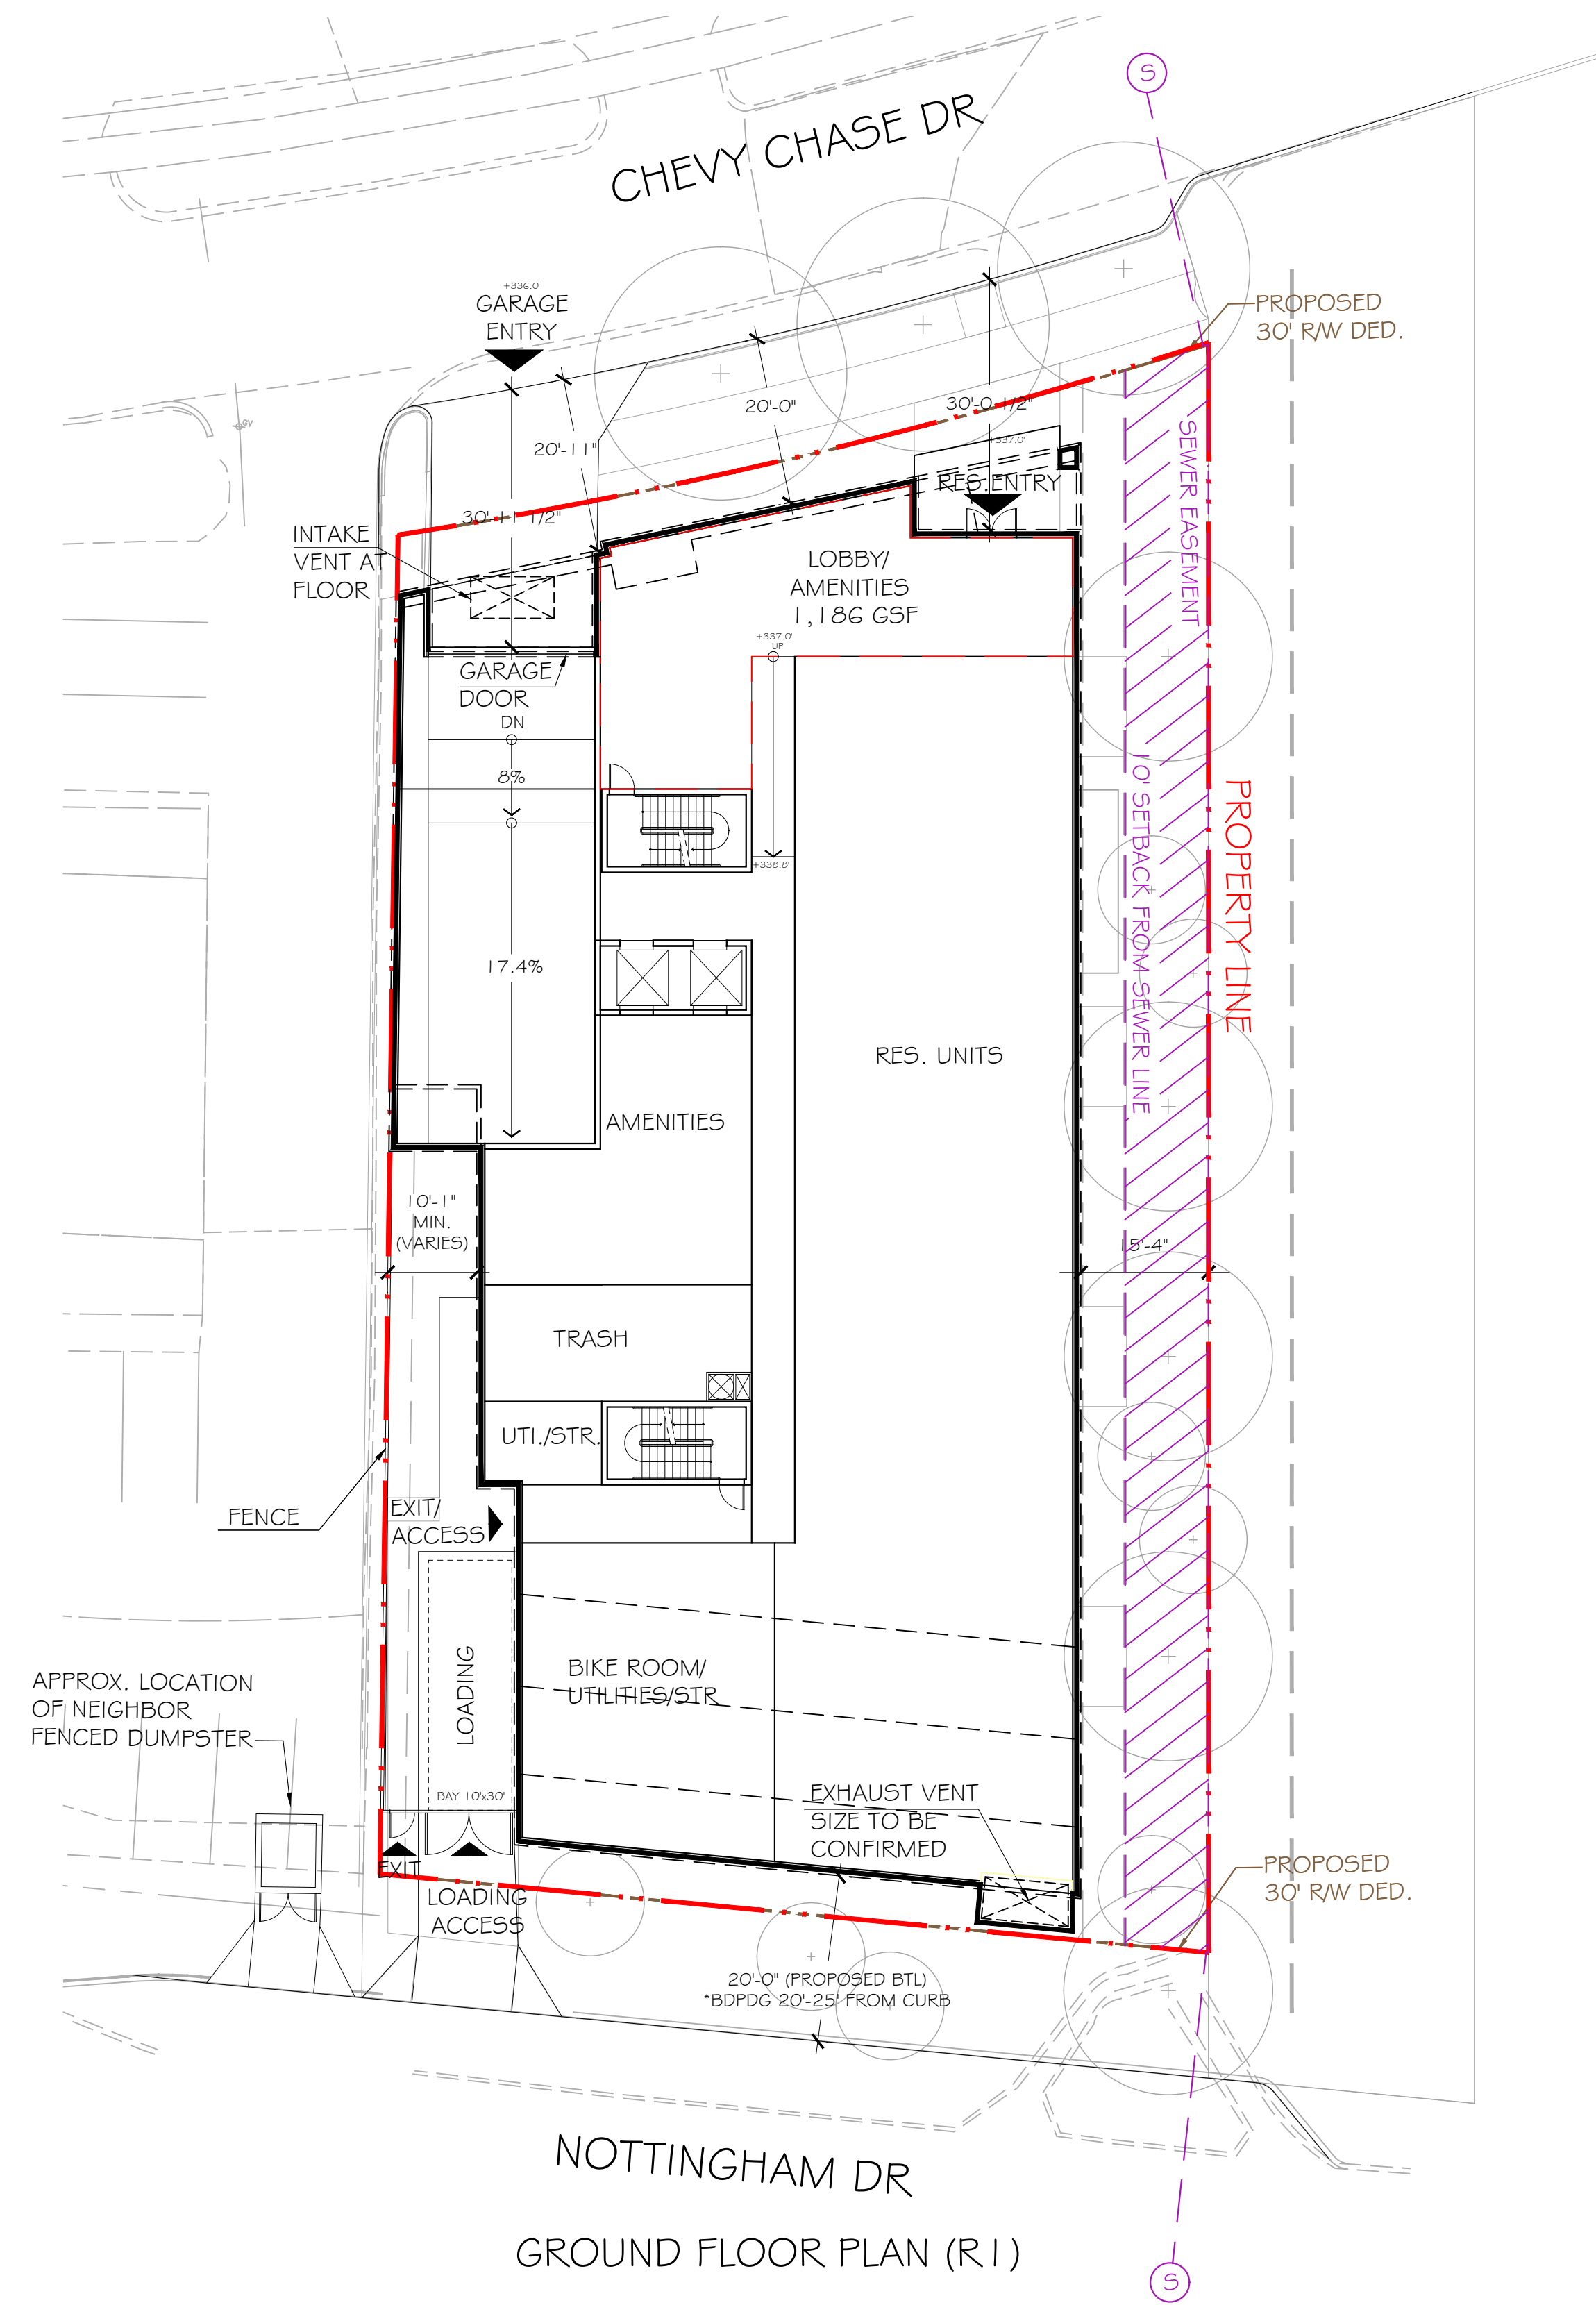 S
CHEVY CHASE DR
+336.0'
GARAGE
ENTRY
PROPOSED
30' R/W DED.
20'-0"
30'-0 1/2"
+337.0'
20'-11"
RES. ENTRY
30'-11 1/2"
INTAKE
VENT AT
FLOOR
LOBBY/
AMENITIES
1,186 GSF
SEWER EASEMENT
+337.0'
UP
GARAGE
DOOR
DN
8%
+338.8'
10' SETBACK FROM SEWER LINE
PROPERTY LINE
17.4%
RES. UNITS
AMENITIES
10'-1"
MIN.
(VARIES)
15'-4"
TRASH
UTI./STR.
FENCE
EXIT/
ACCESS
LOADING
BIKE ROOM/
UTILITIES/STR
APPROX. LOCATION
OF NEIGHBOR
FENCED DUMPSTER
BAY 10'x30'
EXHAUST VENT
SIZE TO BE
CONFIRMED
EXIT
LOADING
ACCESS
PROPOSED
30' R/W DED.
20'-0" (PROPOSED BTL)
*BDPDG 20'-25' FROM CURB
NOTTINGHAM DR
GROUND FLOOR PLAN (R1)
S